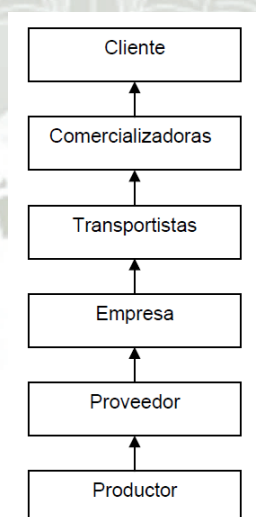 Cliente
Comercializadoras
Transportistas
Empresa
Proveedor
Productor